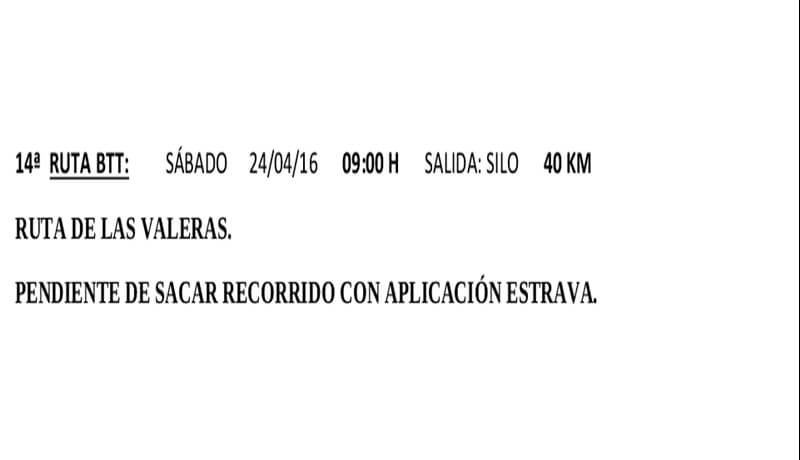 14ª RUTA BTT: SÁBADO 24/04/16 09:00 H SALIDA: SILO 40 KM
RUTA DE LAS VALERAS.
PENDIENTE DE SACAR RECORRIDO CON APLICACIÓN ESTRAVA.